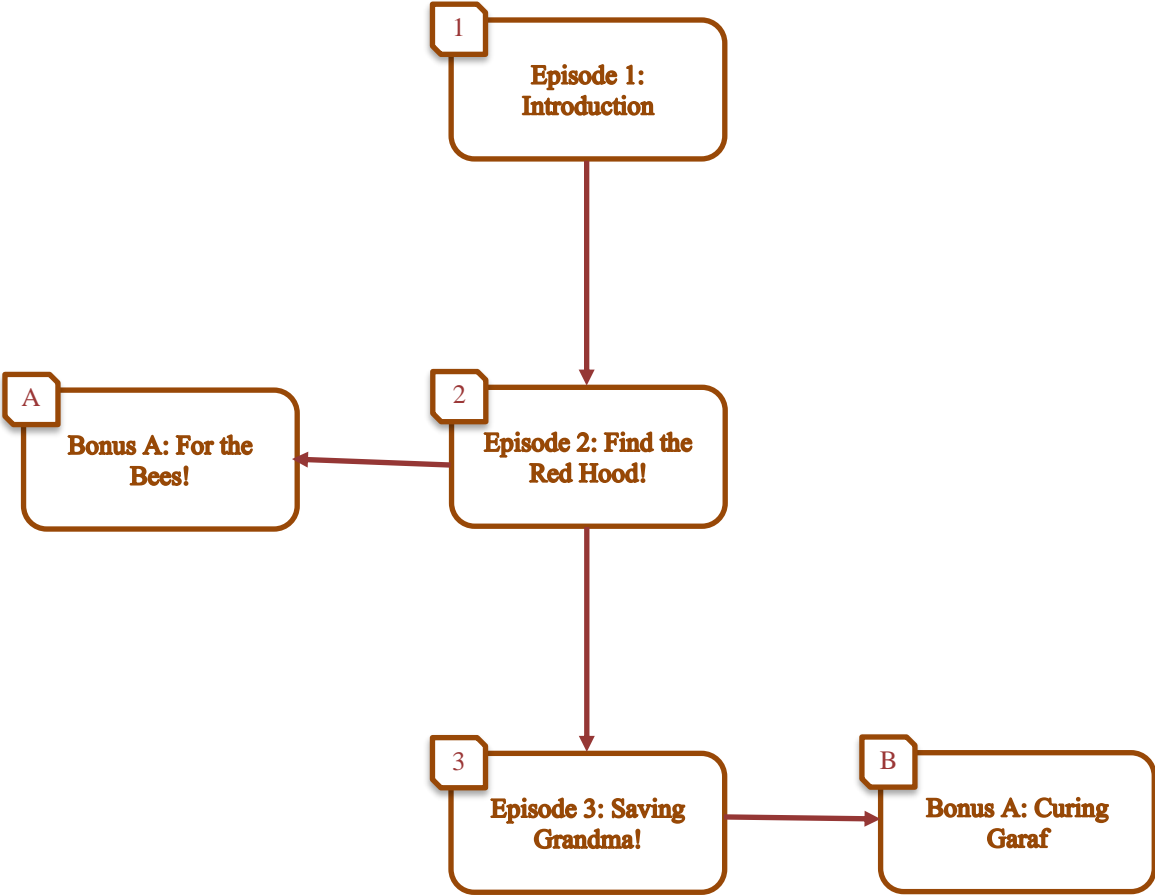 1
Episode 1:
Introduction
A
Bonus A: For the
Bees!
2
Episode 2: Find the
Red Hood!
3
Episode 3: Saving
Grandma!
B
Bonus A: Curing
Garaf